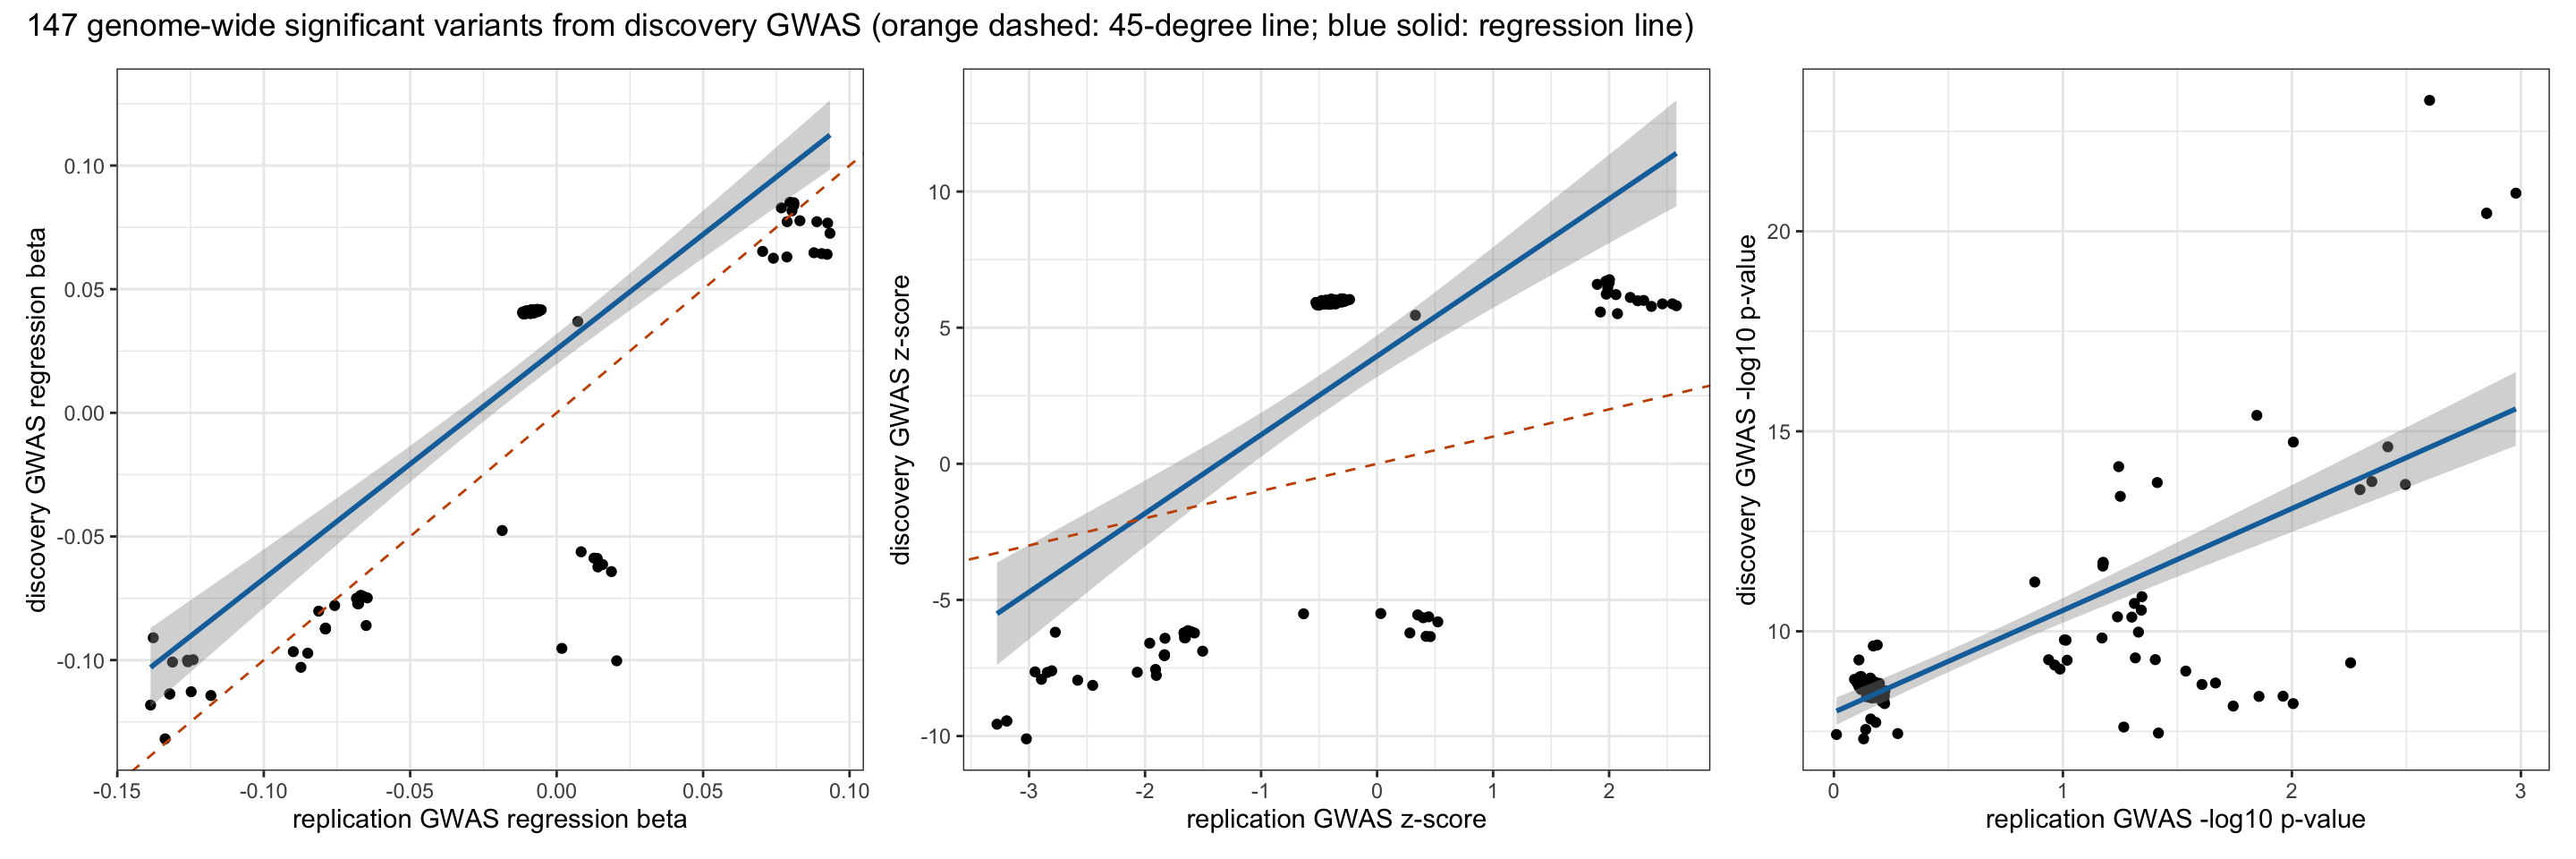 147 genome-wide significant variants from discovery GWAS (orange dashed: 45-degree line; blue solid: regression line)
discovery GWAS regression beta
0.10
0.05
0.00
-0.05
-0.10
-0.15 -0.10 -0.05 0.00 0.05 0.10
replication GWAS regression beta
discovery GWAS z-score
10
5
0
-5
-10
-3 -2 -1 0 1 2
replication GWAS z-score
discovery GWAS -log10 p-value
20
15
10
0 1 2 3
replication GWAS -log10 p-value